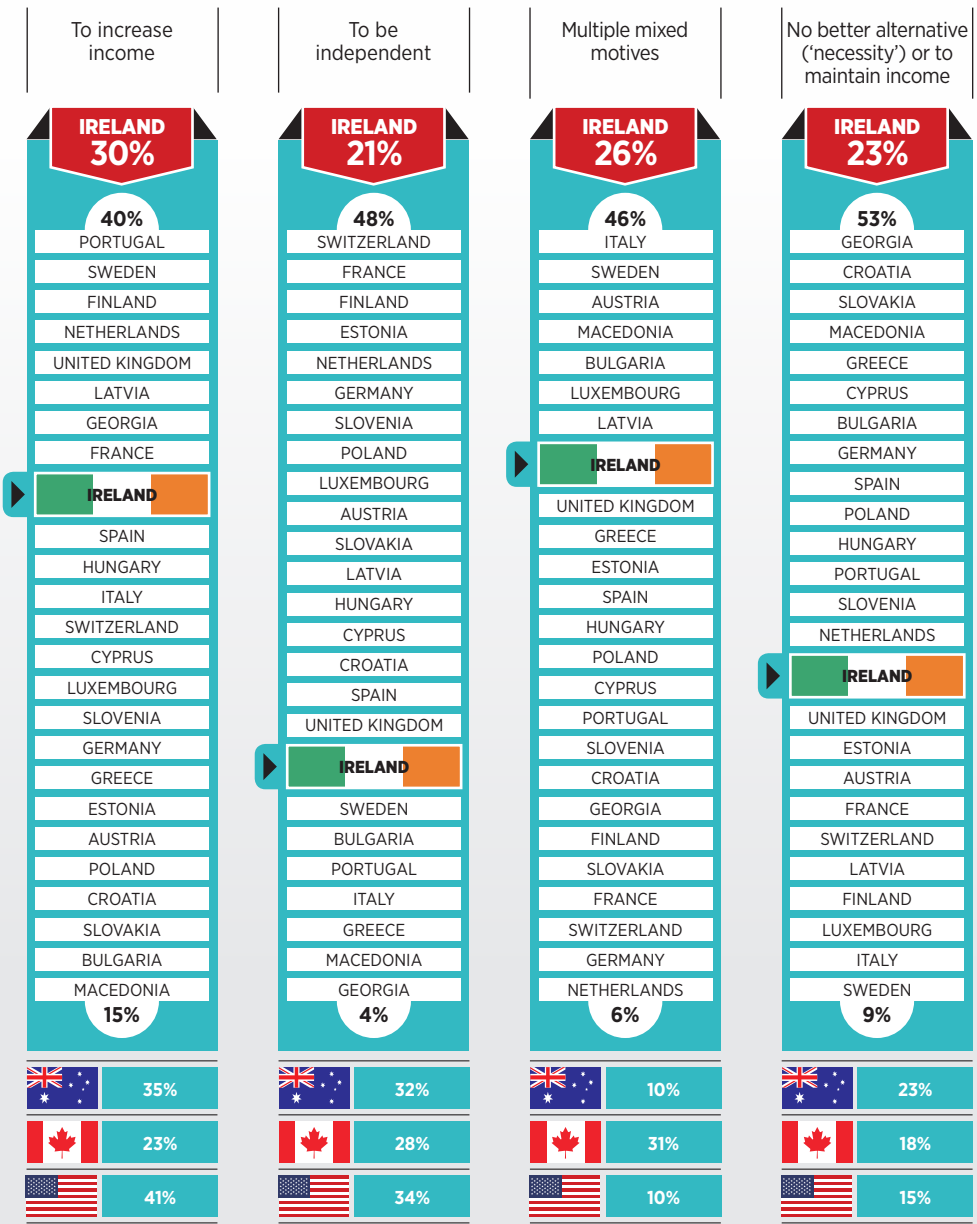 To increase
income
IRELAND
30%
40%
PORTUGAL
SWEDEN
FINLAND
NETHERLANDS
UNITED KINGDOM
LATVIA
GEORGIA
FRANCE
IRELAND
SPAIN
HUNGARY
ITALY
SWITZERLAND
CYPRUS
LUXEMBOURG
SLOVENIA
GERMANY
GREECE
ESTONIA
AUSTRIA
POLAND
CROATIA
SLOVAKIA
BULGARIA
MACEDONIA
15%
35%
23%
41%
To be
independent
IRELAND
21%
48%
SWITZERLAND
FRANCE
FINLAND
ESTONIA
NETHERLANDS
GERMANY
SLOVENIA
POLAND
LUXEMBOURG
AUSTRIA
SLOVAKIA
LATVIA
HUNGARY
CYPRUS
CROATIA
SPAIN
UNITED KINGDOM
IRELAND
SWEDEN
BULGARIA
PORTUGAL
ITALY
GREECE
MACEDONIA
GEORGIA
4%
32%
28%
34%
Multiple mixed
motives
IRELAND
26%
46%
ITALY
SWEDEN
AUSTRIA
MACEDONIA
BULGARIA
LUXEMBOURG
LATVIA
IRELAND
UNITED KINGDOM
GREECE
ESTONIA
SPAIN
HUNGARY
POLAND
CYPRUS
PORTUGAL
SLOVENIA
CROATIA
GEORGIA
FINLAND
SLOVAKIA
FRANCE
SWITZERLAND
GERMANY
NETHERLANDS
6%
10%
31%
10%
No better alternative
(‘necessity’) or to
maintain income
IRELAND
23%
53%
GEORGIA
CROATIA
SLOVAKIA
MACEDONIA
GREECE
CYPRUS
BULGARIA
GERMANY
SPAIN
POLAND
HUNGARY
PORTUGAL
SLOVENIA
NETHERLANDS
IRELAND
UNITED KINGDOM
ESTONIA
AUSTRIA
FRANCE
SWITZERLAND
LATVIA
FINLAND
LUXEMBOURG
ITALY
SWEDEN
9%
23%
18%
15%